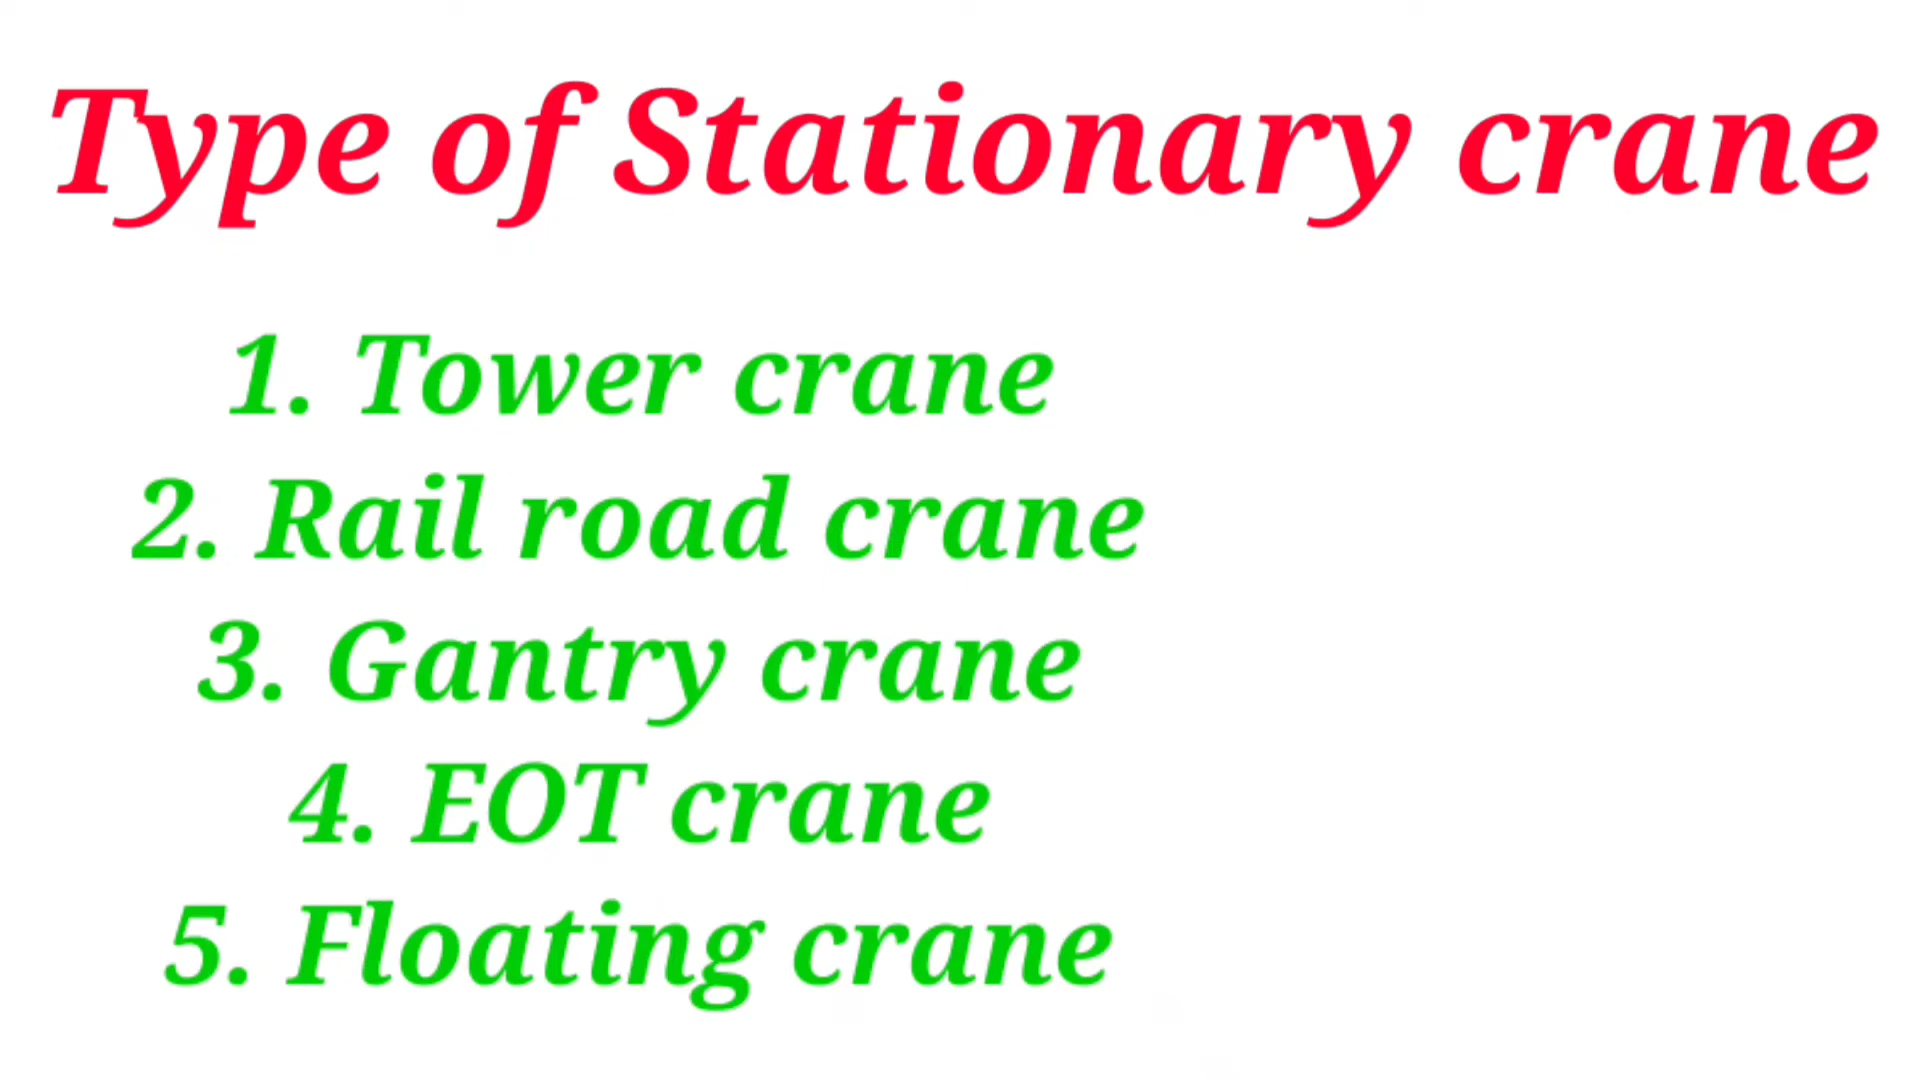 Type of Stationary crane
1. Tower crane
2. Rail road crane
3. Gantry crane
4. EOT crane
5. Floating crane